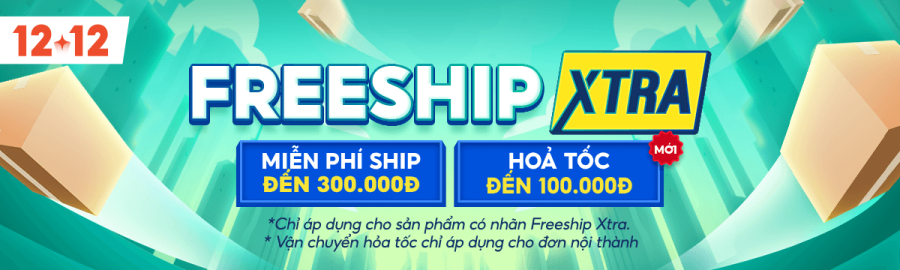 12.12
FREESHIP XTRA
MIỄN PHÍ SHIP
ĐẾN 300.000Đ
HOẢ TỐC
ĐẾN 100.000Đ
MỚI
*Chỉ áp dụng cho sản phẩm có nhãn Freeship Xtra.
* Vận chuyển hỏa tốc chỉ áp dụng cho đơn nội thành